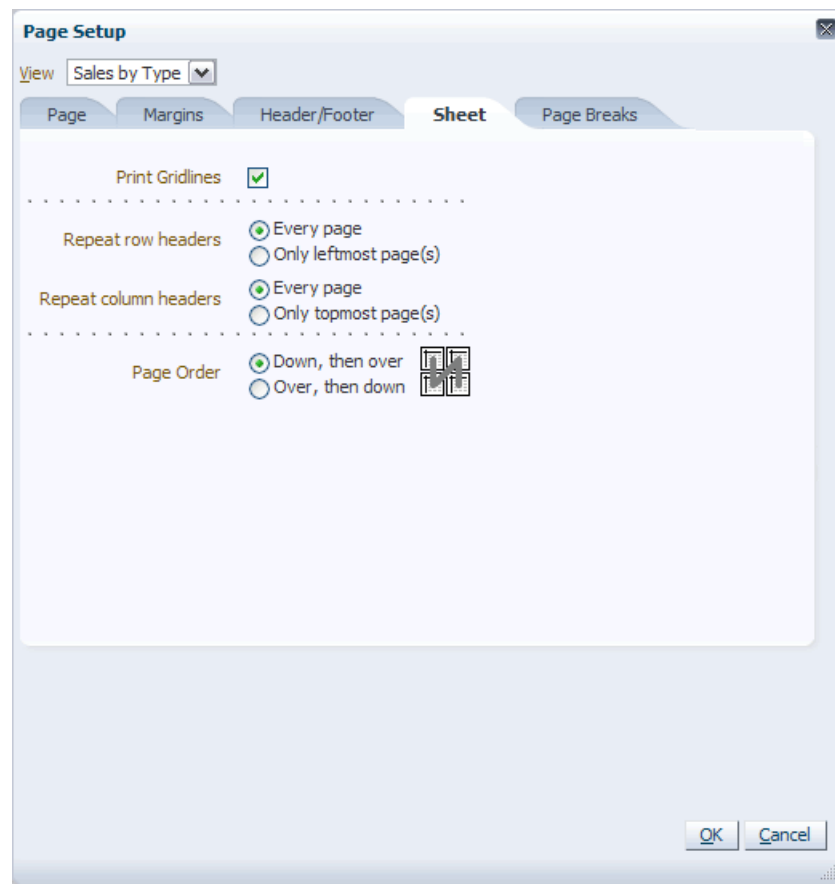 Page Setup
View Sales by Type
Page Margins Header/Footer Sheet Page Breaks
Print Gridlines
Repeat row headers
Every page
Only leftmost page(s)
Repeat column headers
Every page
Only topmost page(s)
Page Order
Down, then over
Over, then down
OK Cancel